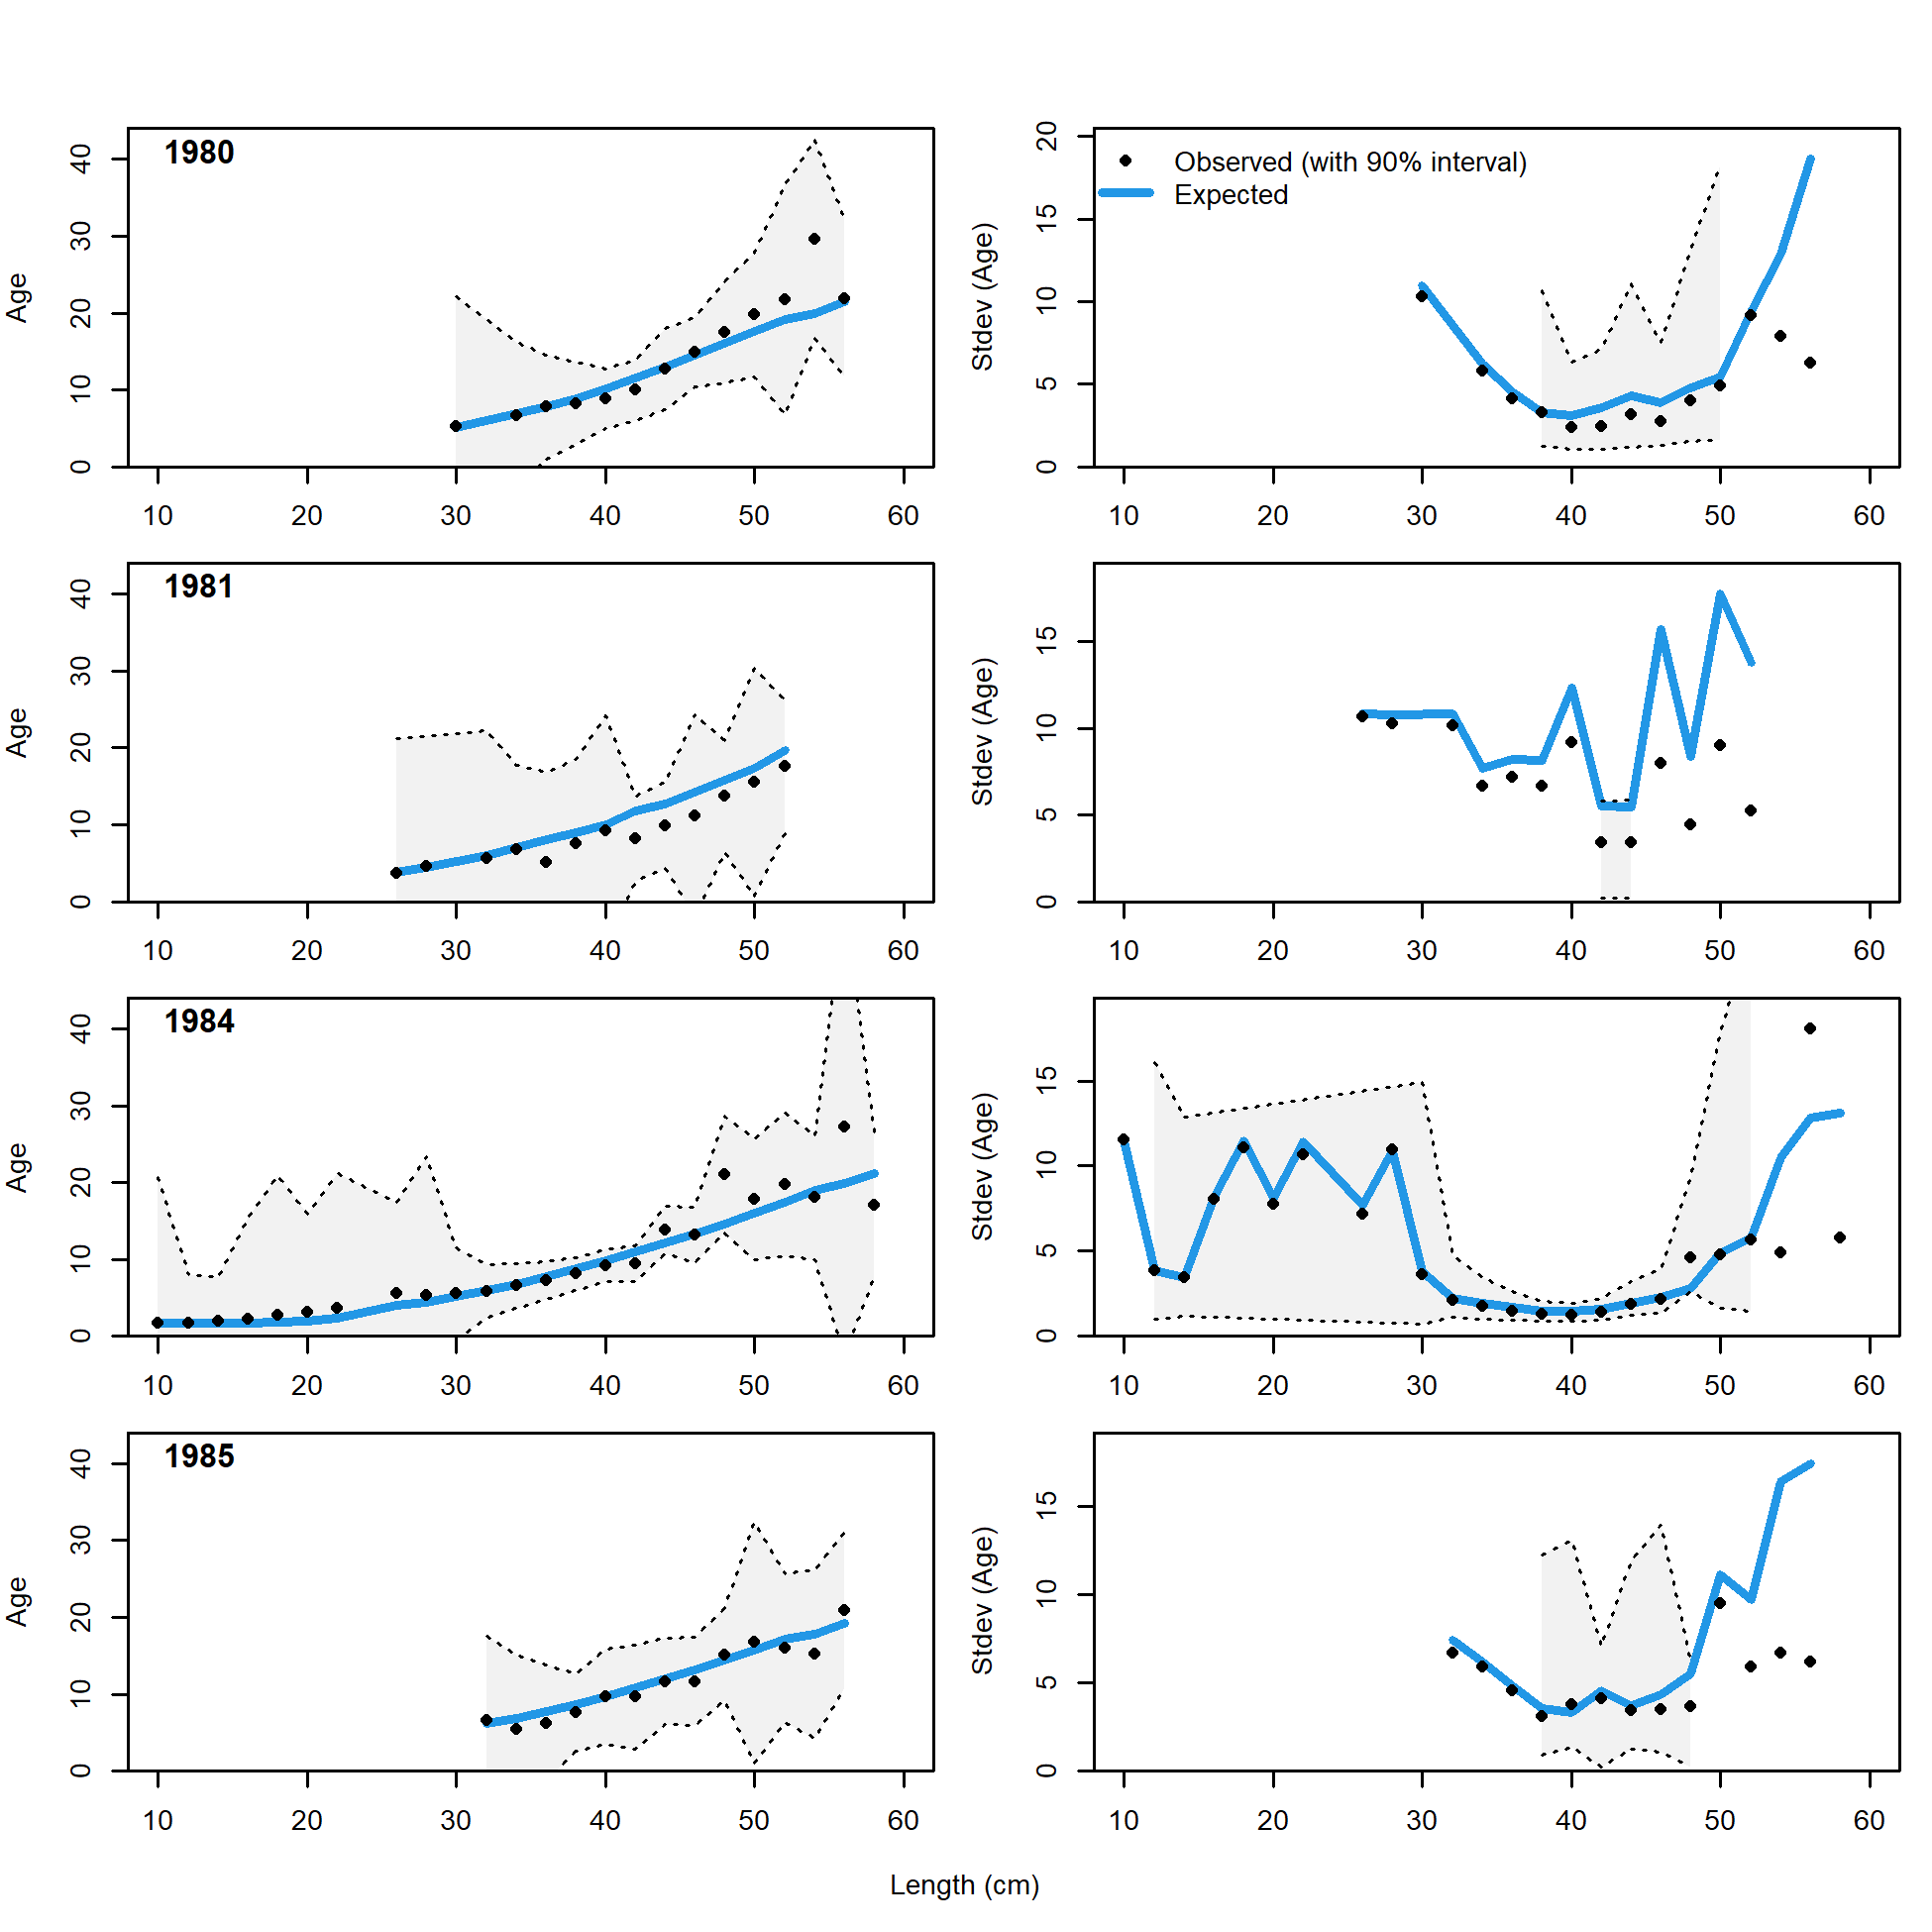 1980
Age
0 10 20 30 40
10 20 30 40 50 60
Observed (with 90% interval)
Expected
Stdev (Age)
0 5 10 15 20
10 20 30 40 50 60
1981
Age
0 10 20 30 40
10 20 30 40 50 60
Stdev (Age)
0 5 10 15
10 20 30 40 50 60
1984
Age
0 10 20 30 40
10 20 30 40 50 60
Stdev (Age)
0 5 10 15
10 20 30 40 50 60
1985
Age
0 10 20 30 40
10 20 30 40 50 60
Stdev (Age)
0 5 10 15
10 20 30 40 50 60
Length (cm)